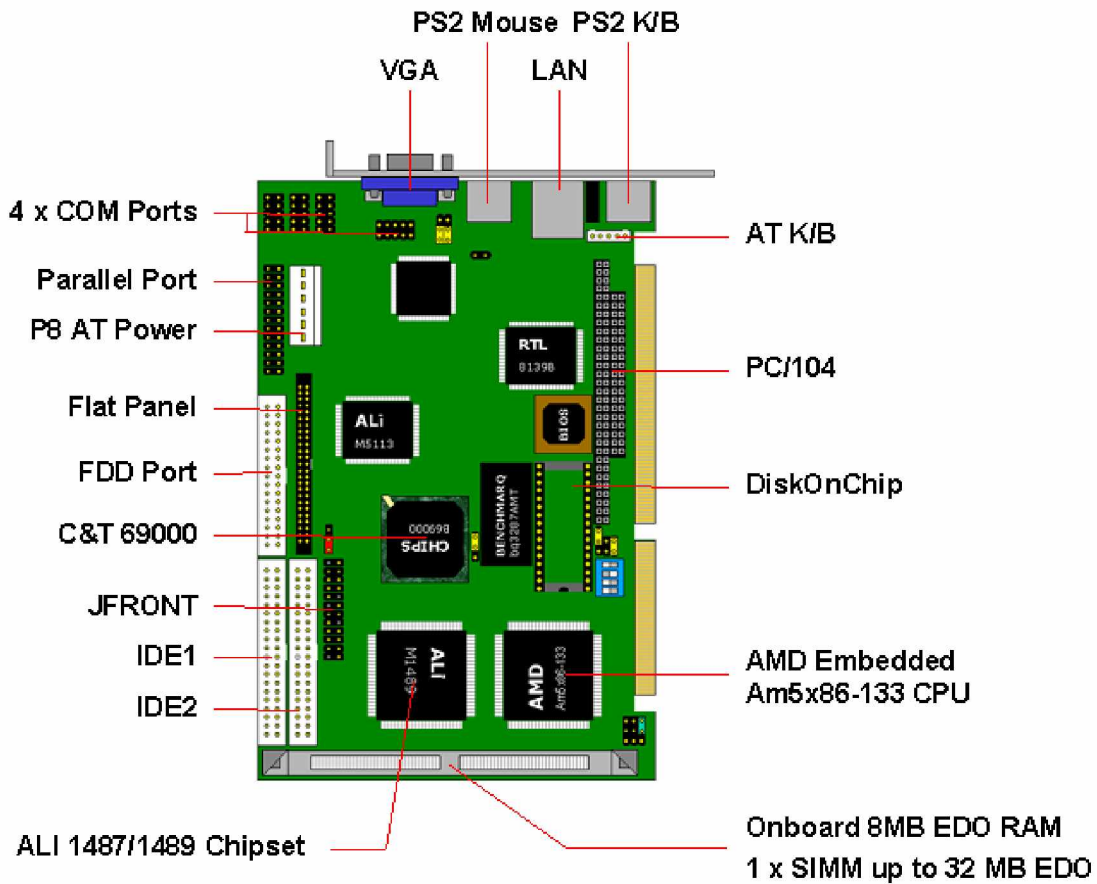 PS2 Mouse PS2 K/B
VGA
LAN
4 x COM Ports
AT K/B
Parallel Port
P8 AT Power
RTL
8139B
PC/104
Flat Panel
ALi
M5113
BIOS
FDD Port
DiskOnChip
BENCHMARQ
bq3287AMT
C&T 69000
CHIPS
B69000
JFRONT
IDE1
ALi
M1489
AMD
Am5x86-133
AMD Embedded
Am5x86-133 CPU
IDE2
ALI 1487/1489 Chipset
Onboard 8MB EDO RAM
1 x SIMM up to 32 MB EDO